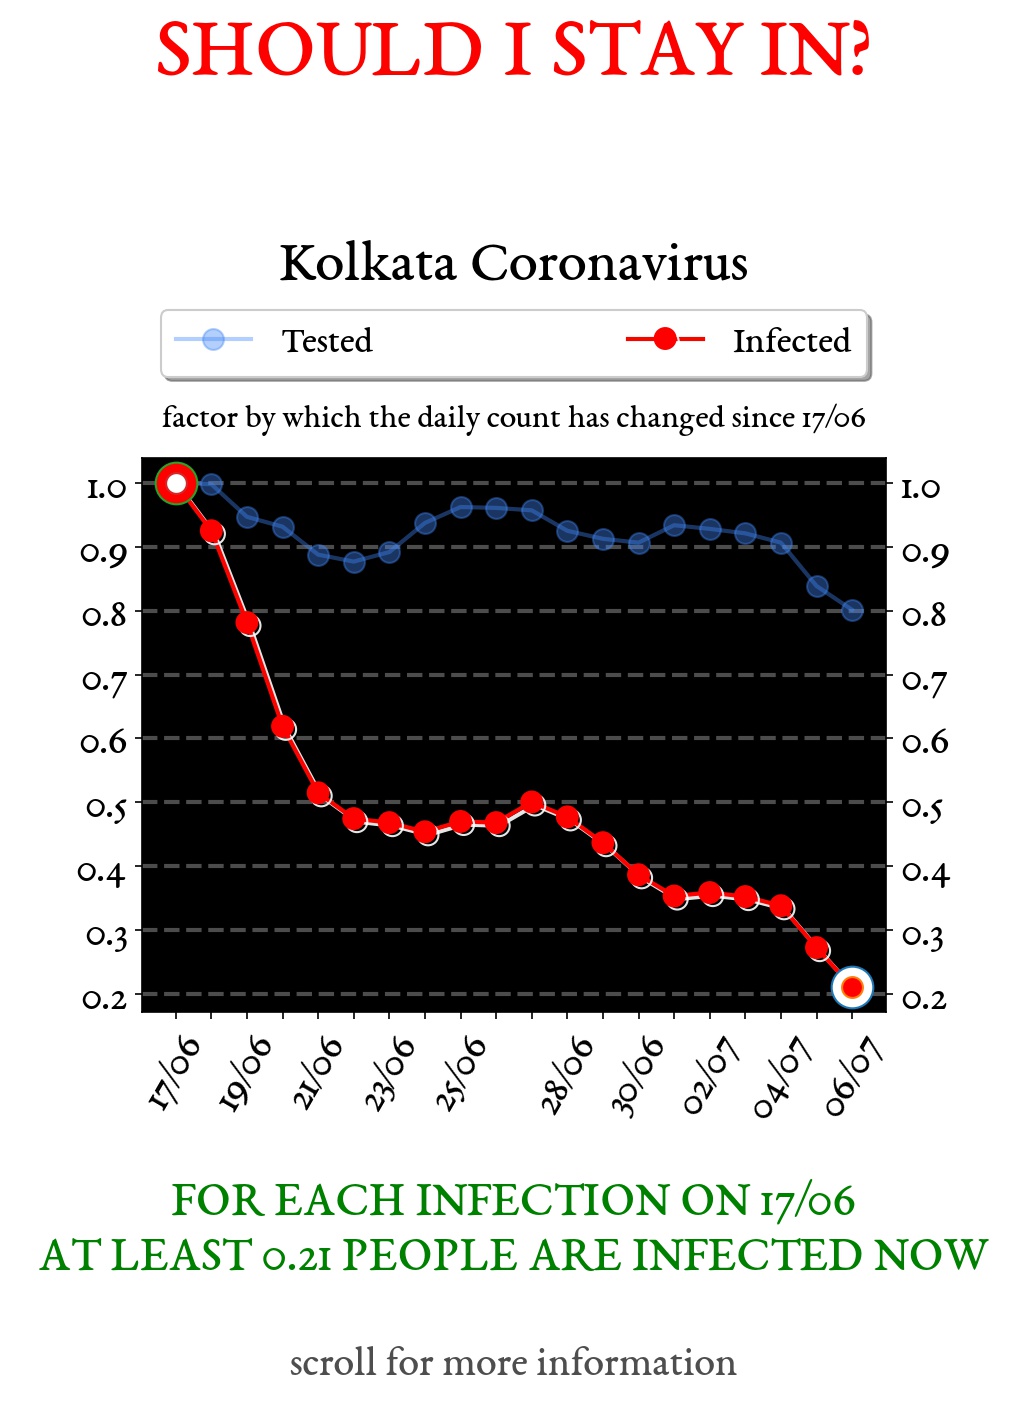 SHOULD I STAY IN?
Kolkata Coronavirus
Tested Infected
factor by which the daily count has changed since 17/06
1.0 1.0
0.9 0.9
0.8 0.8
0.7 0.7
0.6 0.6
0.5 0.5
0.4 0.4
0.3 0.3
0.2 0.2
17/06 19/06 21/06 23/06 25/06 28/06 30/06 02/07 04/07 06/07
FOR EACH INFECTION ON 17/06
AT LEAST 0.21 PEOPLE ARE INFECTED NOW
scroll for more information